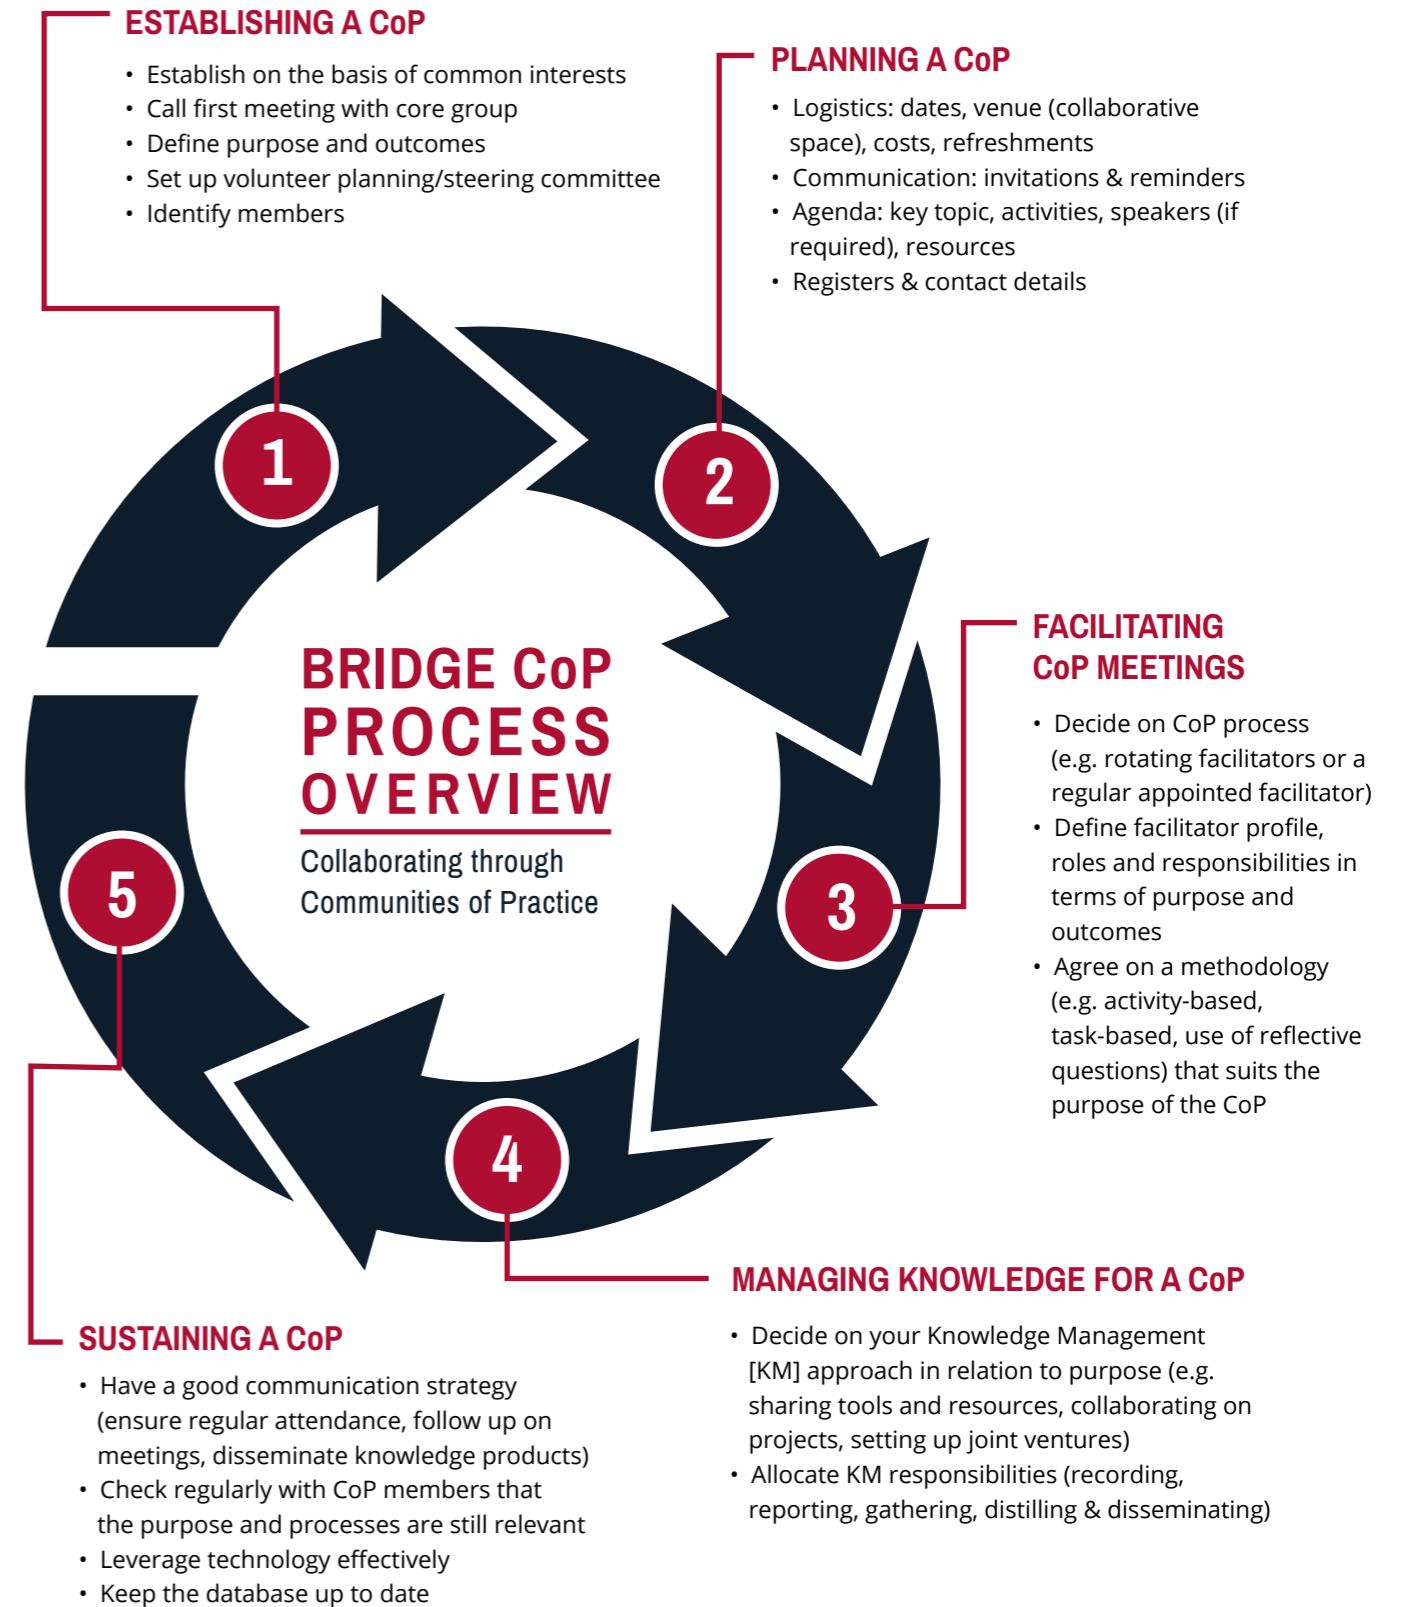 ESTABLISHING A CoP
• Establish on the basis of common interests
• Call first meeting with core group
• Define purpose and outcomes
• Set up volunteer planning/steering committee
• Identify members
PLANNING A CoP
• Logistics: dates, venue (collaborative
space), costs, refreshments
• Communication: invitations & reminders
• Agenda: key topic, activities, speakers (if
required), resources
• Registers & contact details
1
2
FACILITATING
CoP MEETINGS
• Decide on CoP process
(e.g. rotating facilitators or a
regular appointed facilitator)
• Define facilitator profile,
roles and responsibilities in
terms of purpose and
outcomes
• Agree on a methodology
(e.g. activity-based,
task-based, use of reflective
questions) that suits the
purpose of the CoP
BRIDGE CoP
PROCESS
OVERVIEW
Collaborating through
Communities of Practice
3
5
4
MANAGING KNOWLEDGE FOR A CoP
• Decide on your Knowledge Management
[KM] approach in relation to purpose (e.g.
sharing tools and resources, collaborating on
projects, setting up joint ventures)
• Allocate KM responsibilities (recording,
reporting, gathering, distilling & disseminating)
SUSTAINING A CoP
• Have a good communication strategy
(ensure regular attendance, follow up on
meetings, disseminate knowledge products)
• Check regularly with CoP members that
the purpose and processes are still relevant
• Leverage technology effectively
• Keep the database up to date